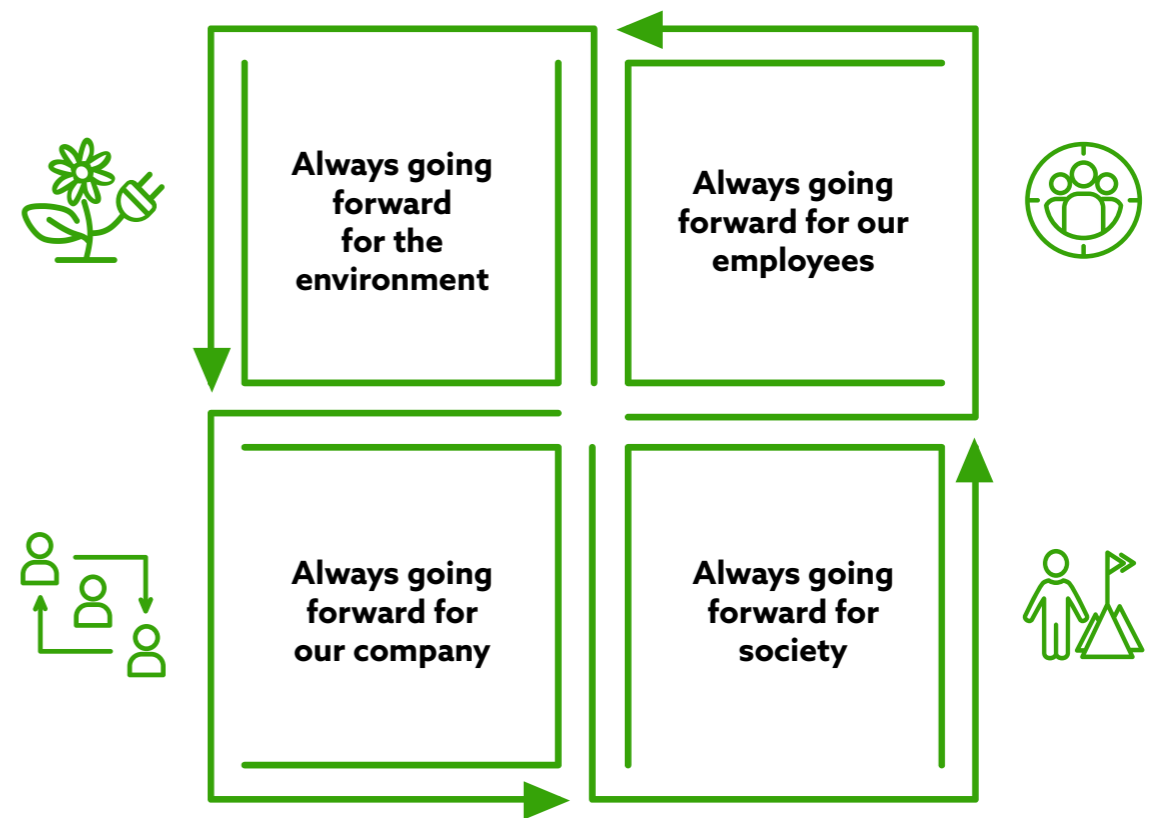 Always going
forward
for the
environment
Always going
forward for our
employees
Always going
forward for
our company
Always going
forward for
society